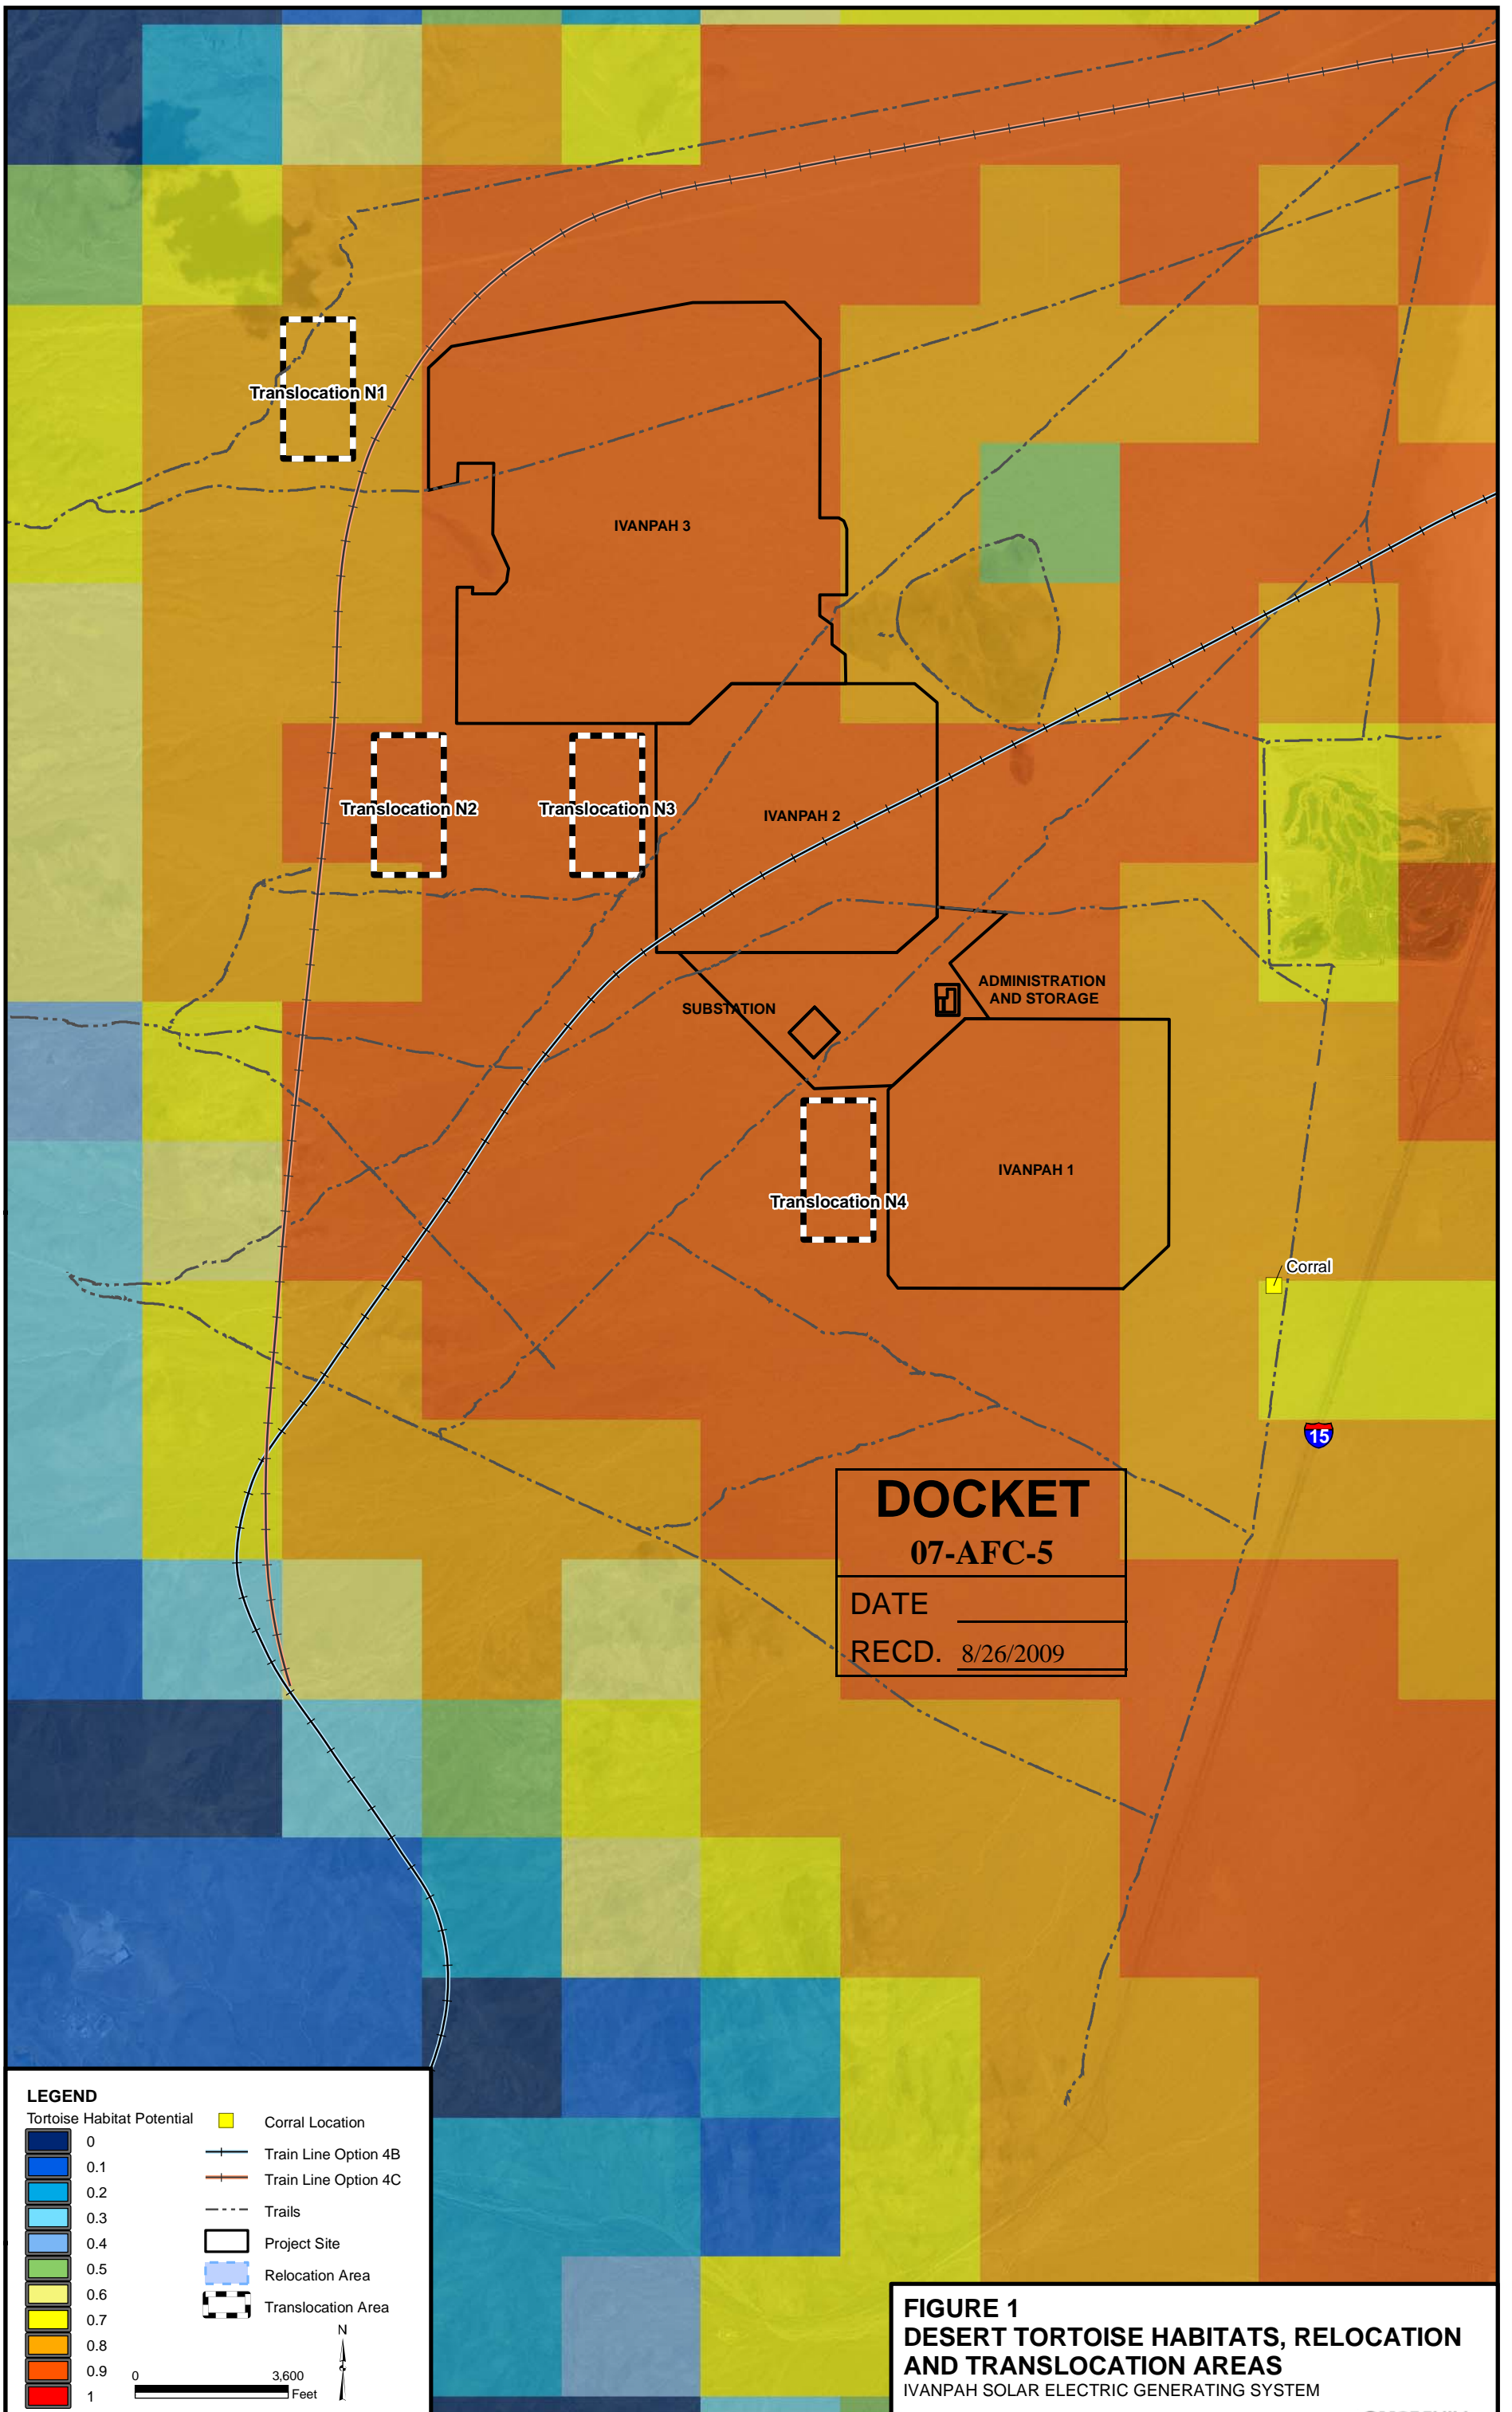 Translocation N1
IVANPAH 3
Translocation N2
Translocation N3
IVANPAH 2
ADMINISTRATION
AND STORAGE
SUBSTATION
IVANPAH 1
Translocation N4
Corral
15
DOCKET
07-AFC-5
DATE
RECD. 8/26/2009
LEGEND
Tortoise Habitat Potential
0
0.1
0.2
0.3
0.4
0.5
0.6
0.7
0.8
0.9
1
Corral Location
Train Line Option 4B
Train Line Option 4C
Trails
Project Site
Relocation Area
Translocation Area
N
0 3,600
Feet
FIGURE 1
DESERT TORTOISE HABITATS, RELOCATION
AND TRANSLOCATION AREAS
IVANPAH SOLAR ELECTRIC GENERATING SYSTEM